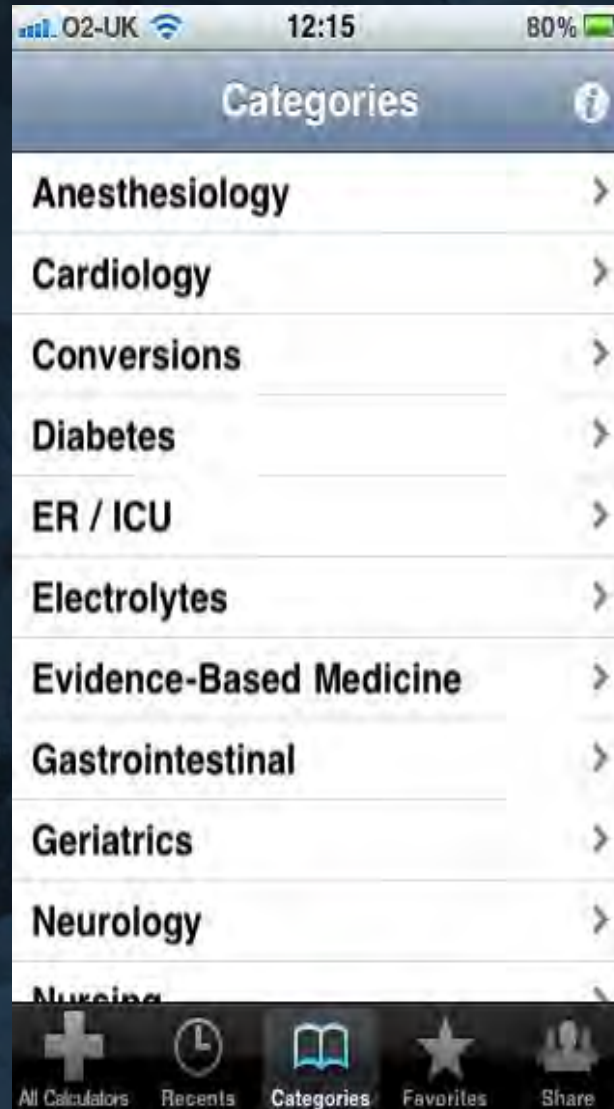 O2-UK 12:15 80%
Categories
Anesthesiology
Cardiology
Conversions
Diabetes
ER / ICU
Electrolytes
Evidence-Based Medicine
Gastrointestinal
Geriatrics
Neurology
Nursing
All Calculators Recents Categories Favorites Share